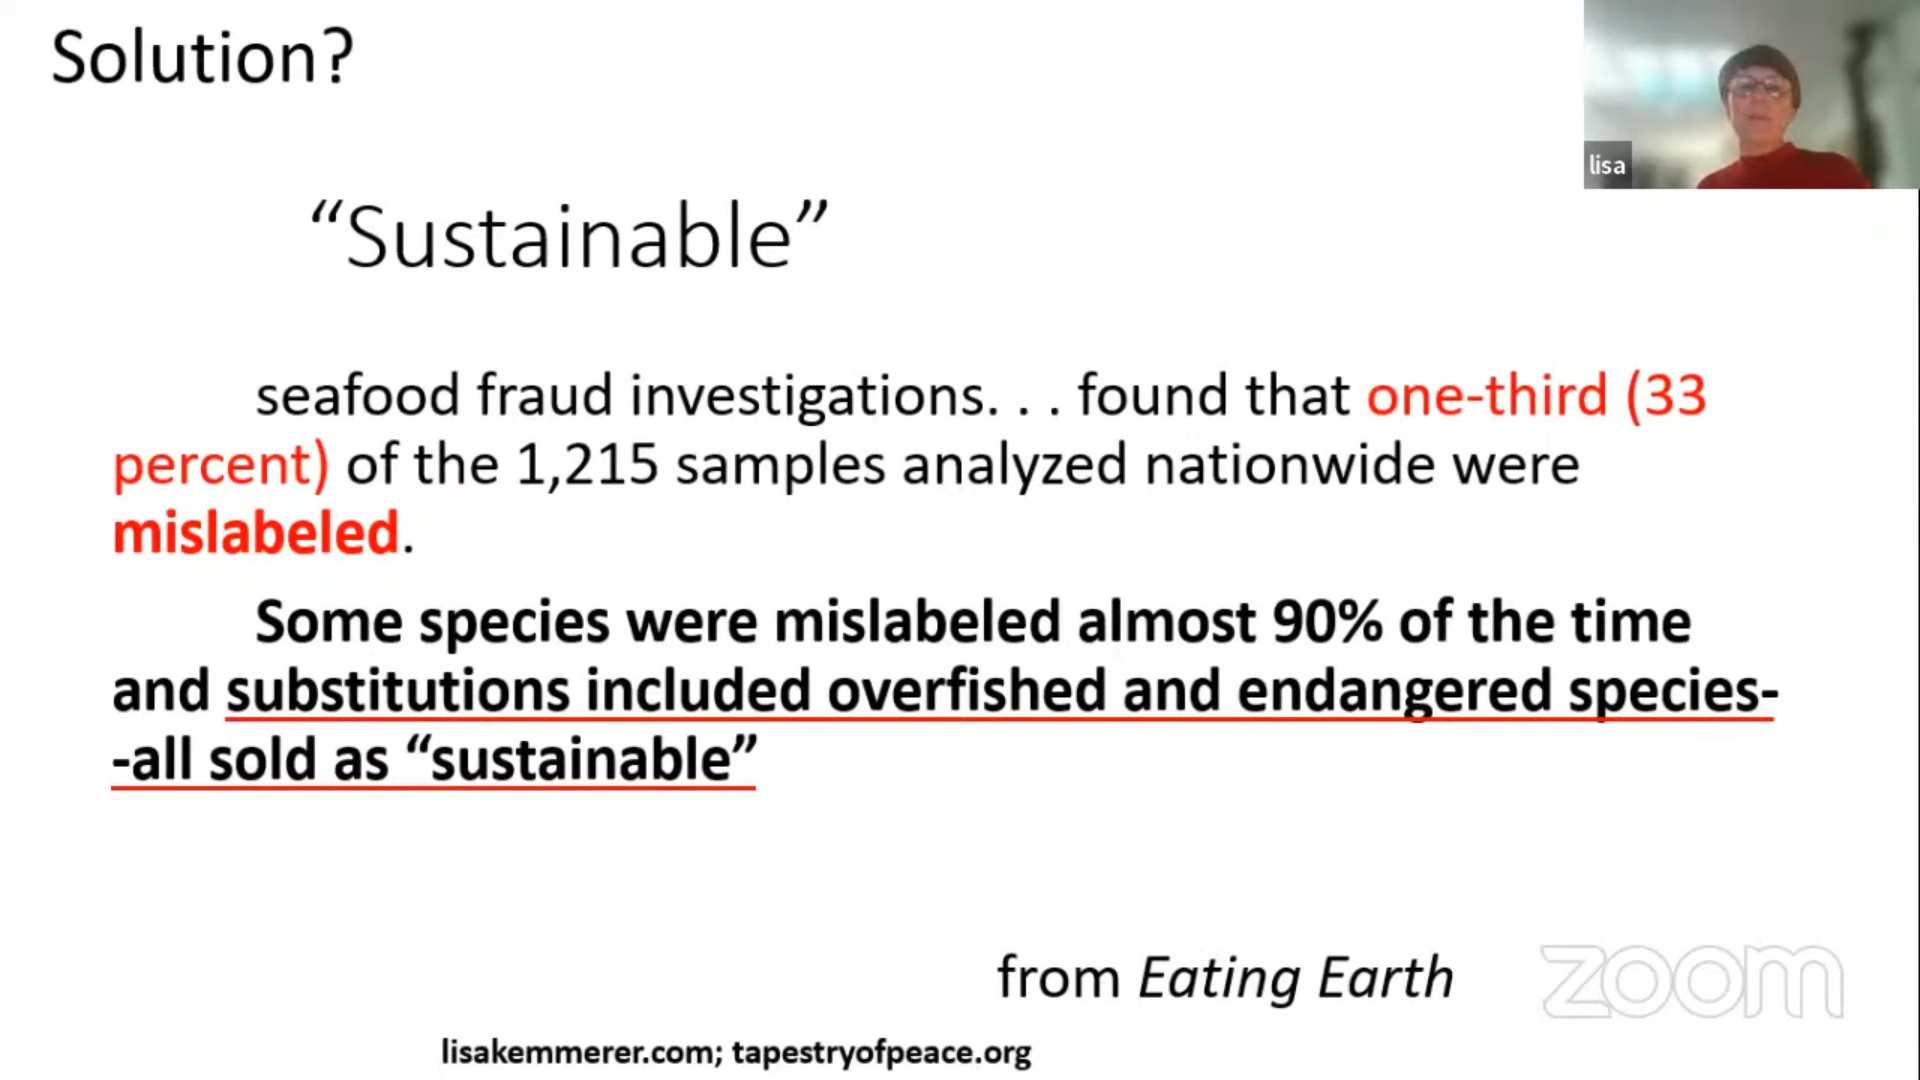 Solution?
lisa
“Sustainable”
seafood fraud investigations. . . found that one-third (33
percent) of the 1,215 samples analyzed nationwide were
mislabeled.
Some species were mislabeled almost 90% of the time
and substitutions included overfished and endangered species-
-all sold as “sustainable”
from Eating Earth
zoom
lisakemmerer.com; tapestryofpeace.org